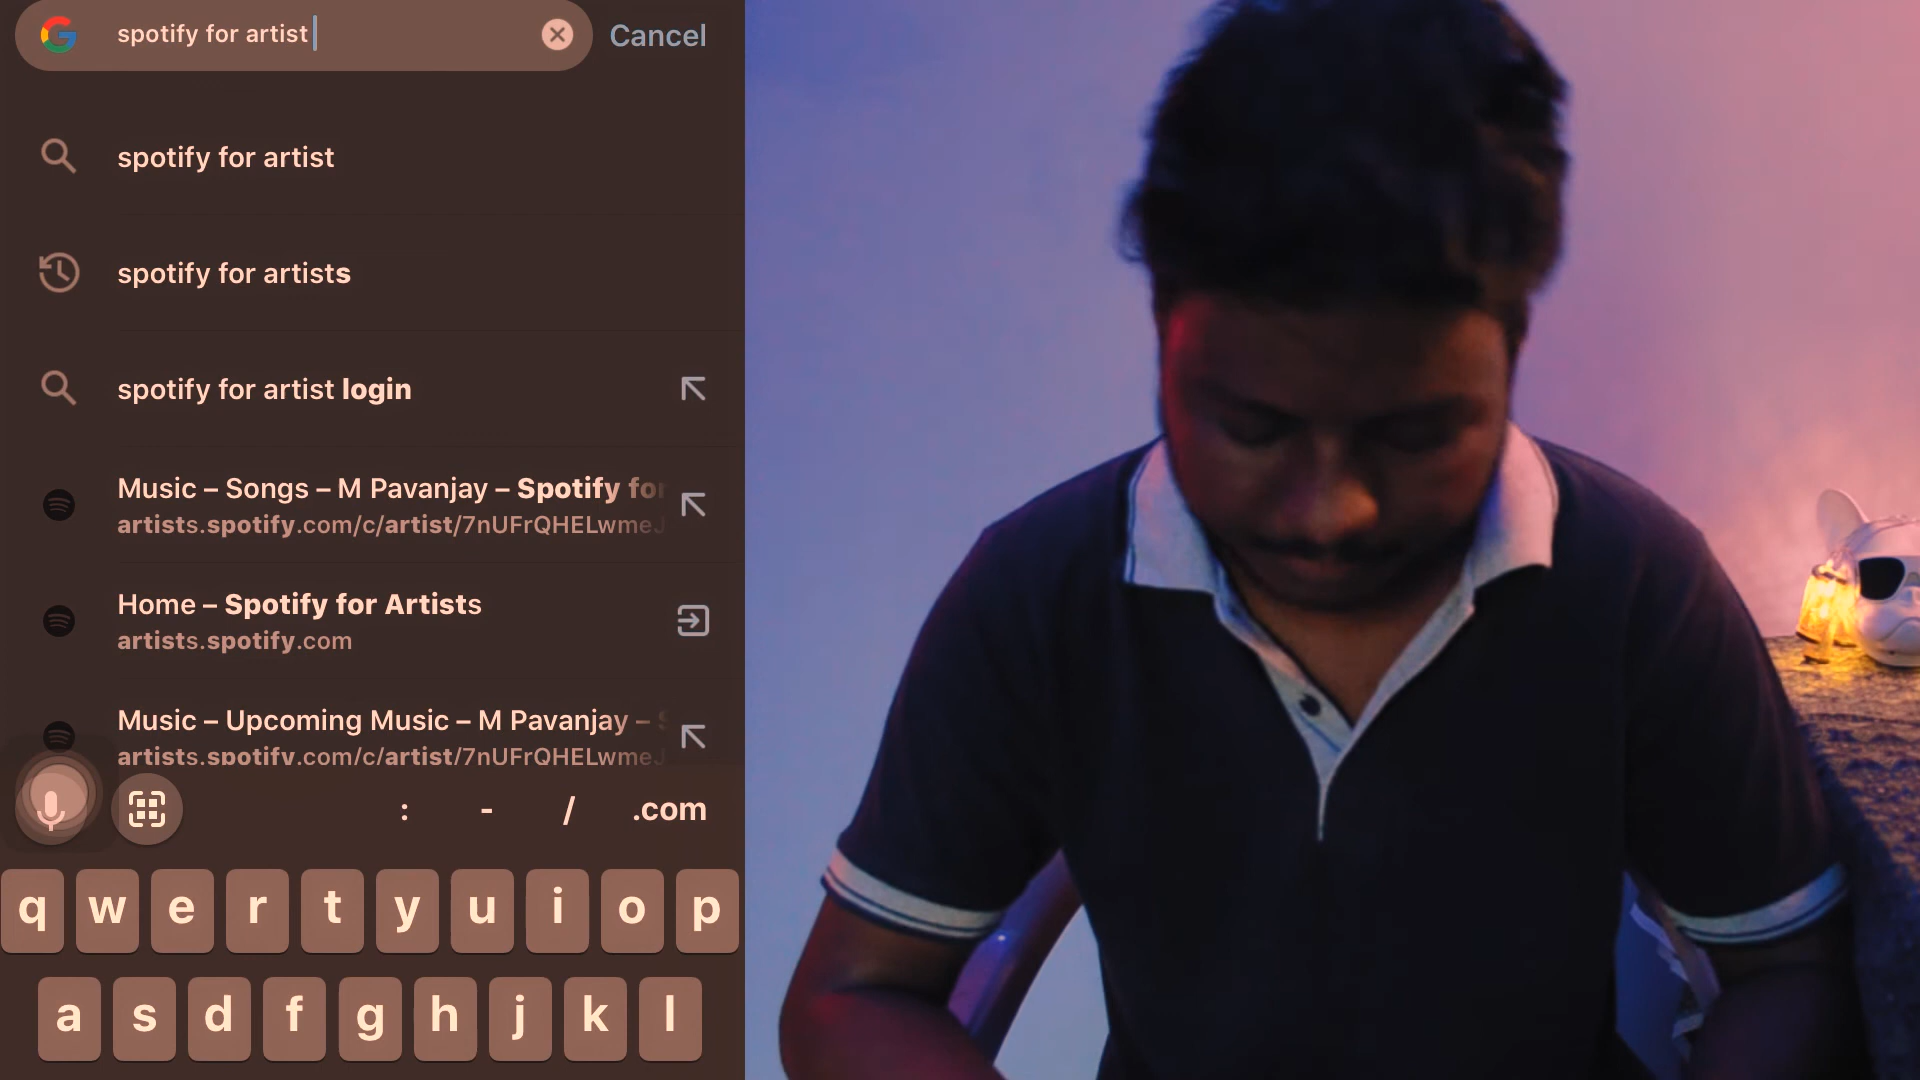 spotify for artist
Cancel
spotify for artist
spotify for artists
spotify for artist login
Music – Songs – M Pavanjay – Spotify for
artists.spotify.com/c/artist/7nUFrQHELwmeJ
Home – Spotify for Artists
artists.spotify.com
Music – Upcoming Music – M Pavanjay – S
artists.spotify.com/c/artist/7nUFrQHELwmeJ
: - / .com
q w e r t y u i o p
a s d f g h j k l